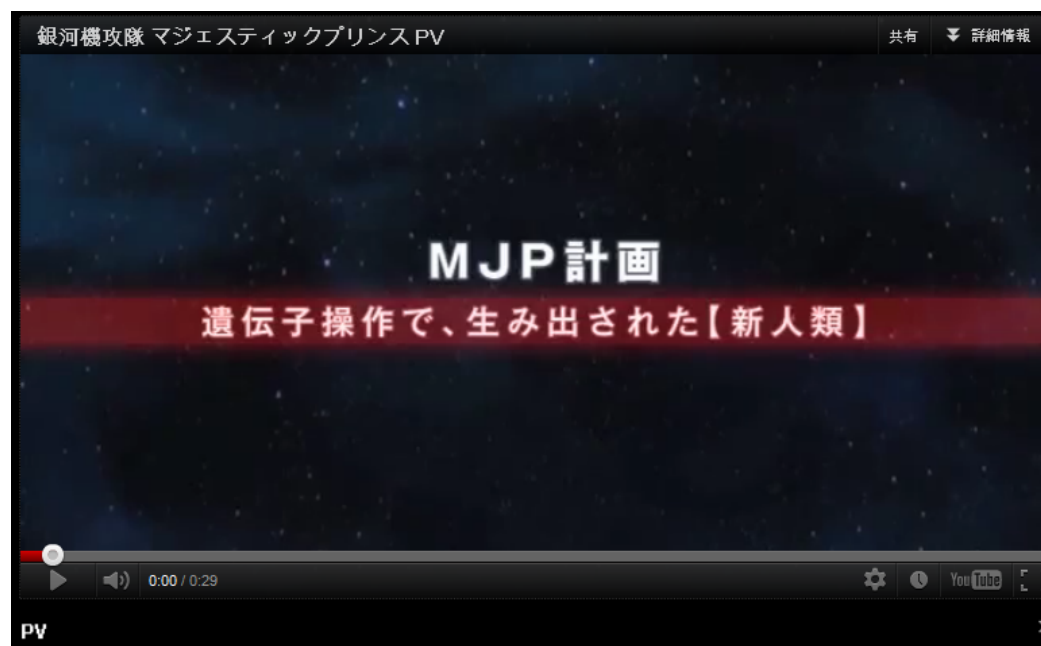 銀河機攻隊 マジェスティックプリンス PV
共有 詳細情報
MJP計画
遺伝子操作で、生み出された【新人類】
0:00 / 0:29
YouTube
PV